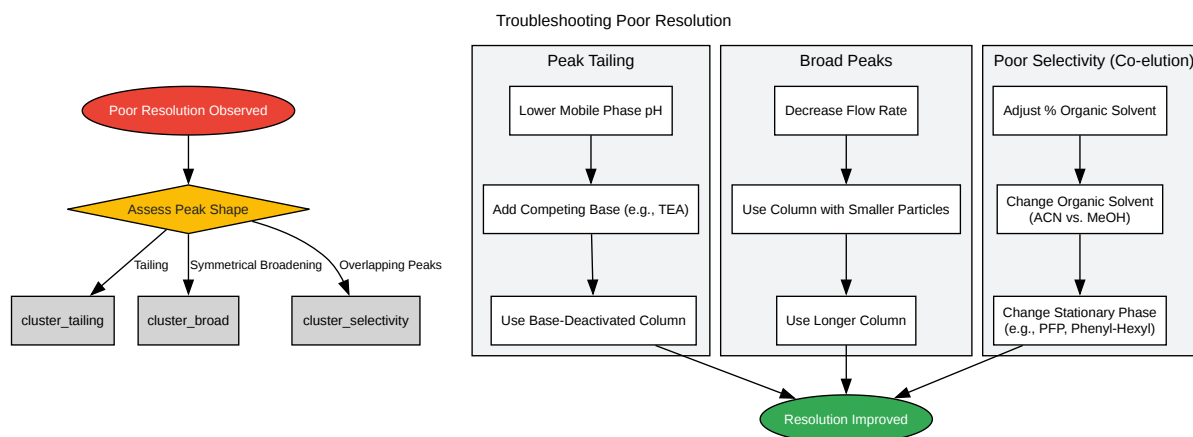 Troubleshooting Poor Resolution
Poor Resolution Observed
Assess Peak Shape
Tailing
Symmetrical Broadening
Overlapping Peaks
cluster_tailing
cluster_broad
cluster_selectivity
Peak Tailing
Lower Mobile Phase pH
Add Competing Base (e.g., TEA)
Use Base-Deactivated Column
Broad Peaks
Decrease Flow Rate
Use Column with Smaller Particles
Use Longer Column
Poor Selectivity (Co-elution)
Adjust % Organic Solvent
Change Organic Solvent
(ACN vs. MeOH)
Change Stationary Phase
(e.g., PFP, Phenyl-Hexyl)
Resolution Improved